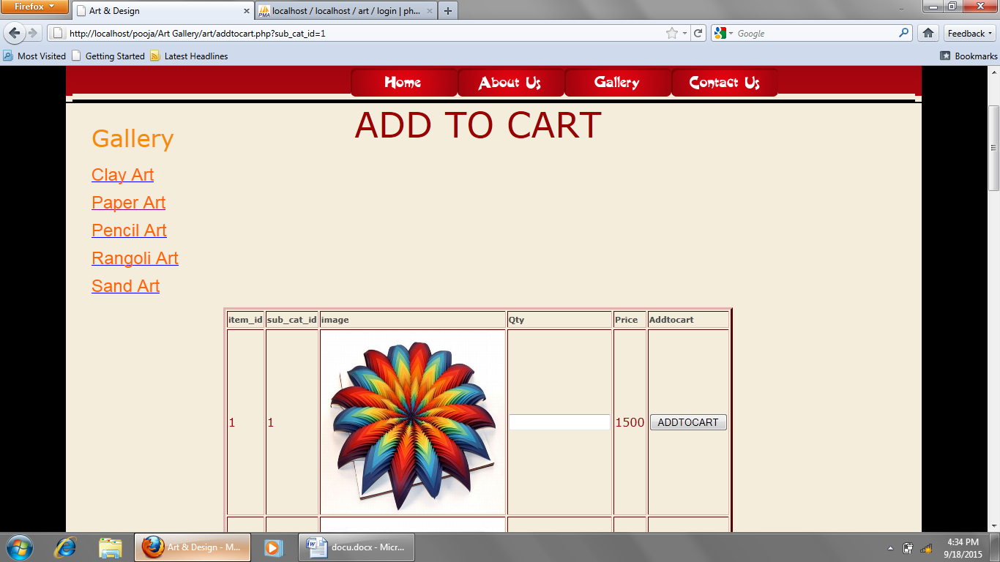 Firefox
Art & Design
localhost / localhost / art / login | ph...
http://localhost/pooja/Art Gallery/art/addtocart.php?sub_cat_id=1
Google
Feedback
Most Visited
Getting Started
Latest Headlines
Bookmarks
Home
About Us
Gallery
Contact Us
ADD TO CART
Gallery
Clay Art
Paper Art
Pencil Art
Rangoli Art
Sand Art
item_id sub_cat_id image Qty Price Addtocart
1 1 1500 ADDTOCART
Art & Design - M...
docu.docx - Micr...
4:34 PM
9/18/2015